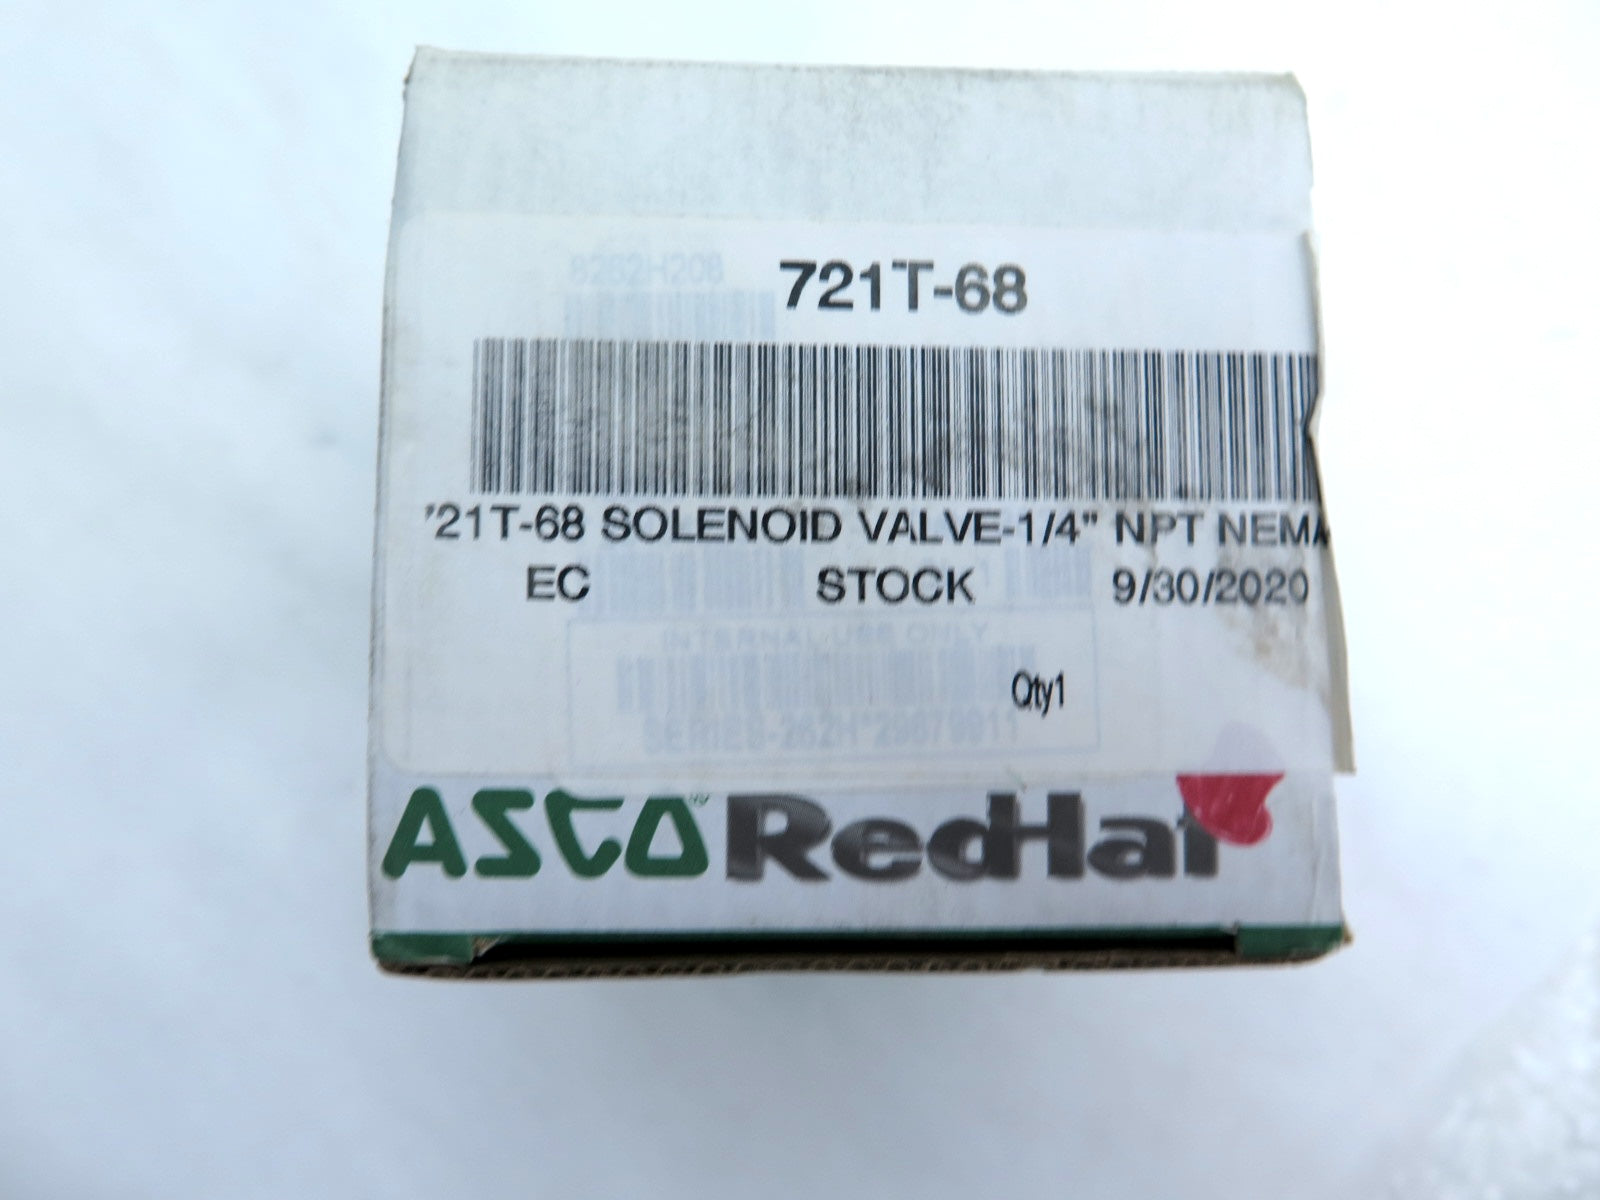 8262H208
721T-68
'21T-68 SOLENOID VALVE-1/4" NPT NEMA
EC STOCK 9/30/2020
INTERNAL USE ONLY
Qty1
ASCO RedHat